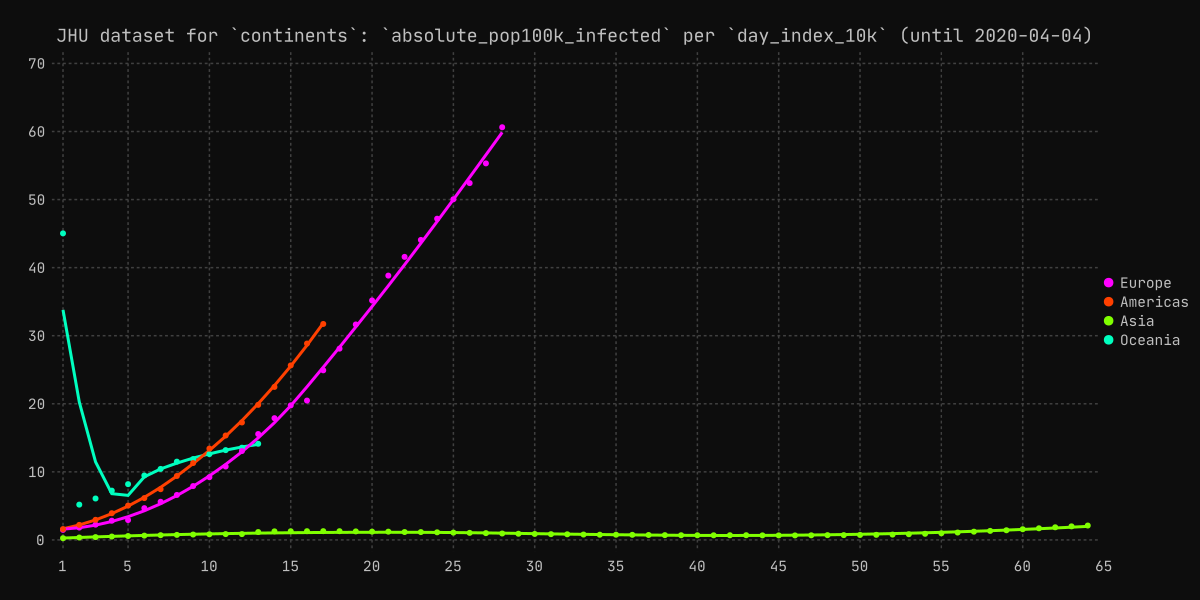 JHU dataset for `continents`: `absolute_pop100k_infected` per `day_index_10k` (until 2020-04-04)
70
60
50
40
30
20
10
0
1 5 10 15 20 25 30 35 40 45 50 55 60 65
Europe
Americas
Asia
Oceania